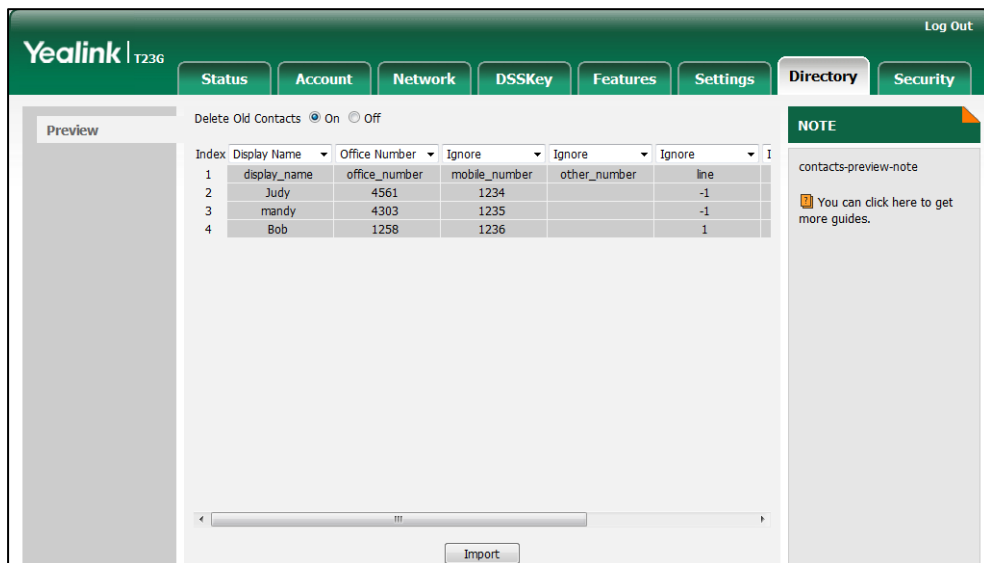 Log Out
Yealink | T23G
Status Account Network DSSKey Features Settings Directory Security
Preview
Delete Old Contacts On Off
Index Display Name Office Number Ignore Ignore Ignore I
1 display_name office_number mobile_number other_number line
2 Judy 4561 1234 -1
3 mandy 4303 1235 -1
4 Bob 1258 1236 1
Import
NOTE
contacts-preview-note
You can click here to get
more guides.